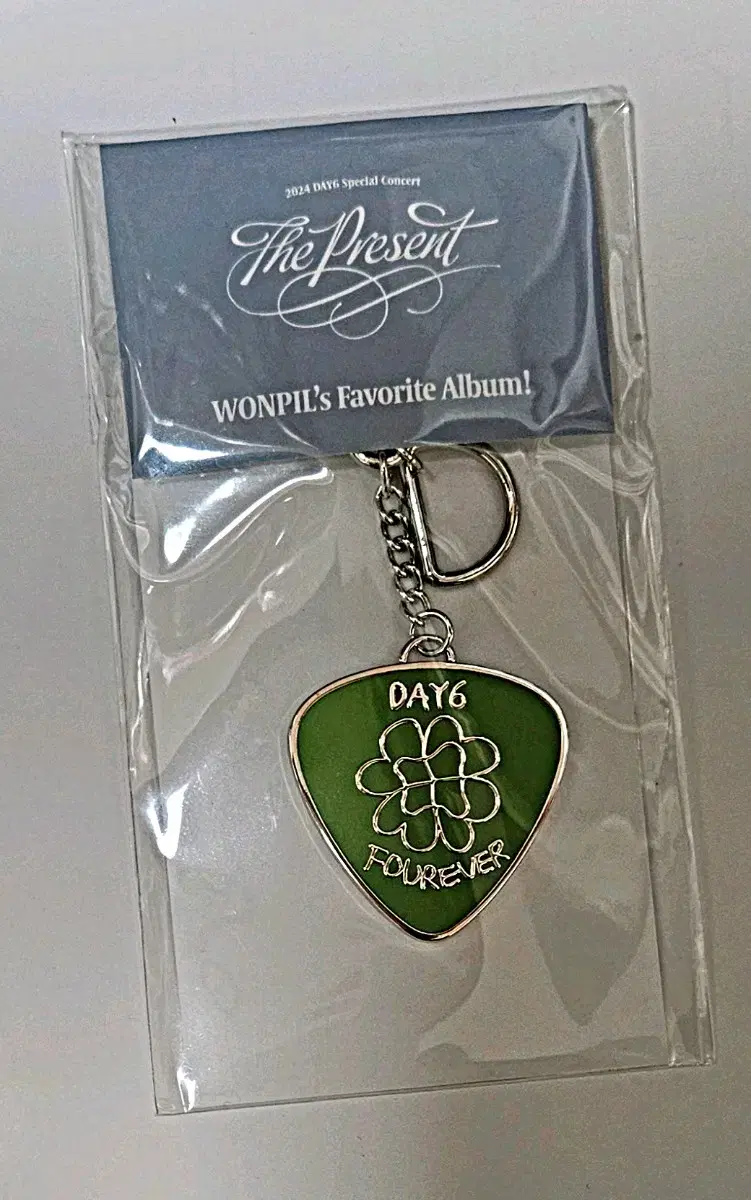 2024 DAY6 Special Concert
The Present
WONPIL's Favorite Album!
DAY6
FOUREVER